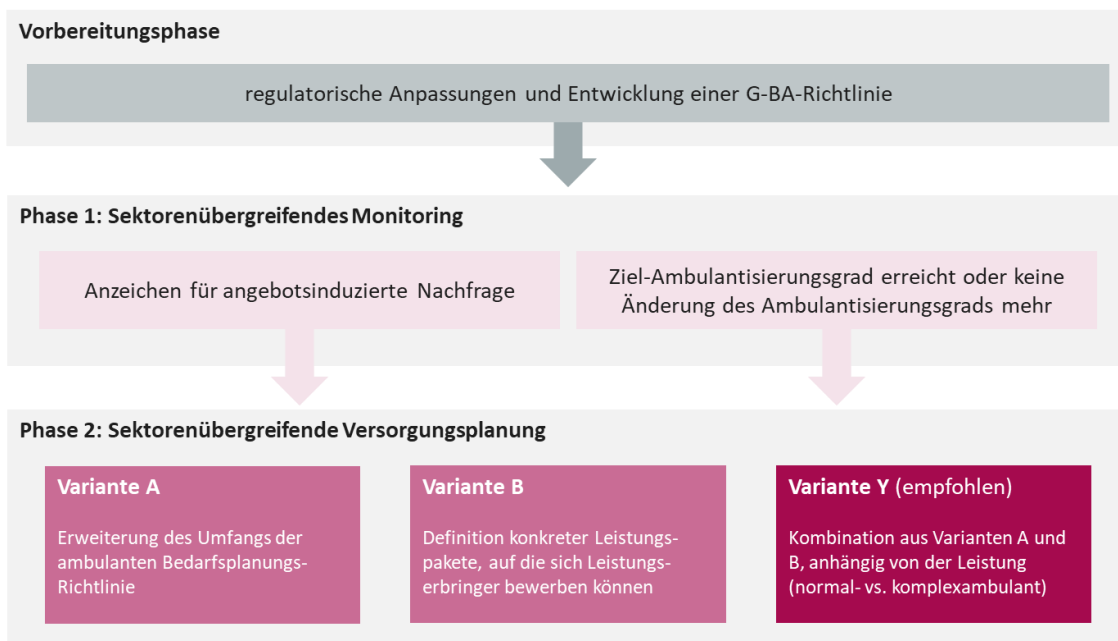 Vorbereitungsphase
regulatorische Anpassungen und Entwicklung einer G-BA-Richtlinie
Phase 1: Sektorenübergreifendes Monitoring
Anzeichen für angebotsinduzierte Nachfrage
Ziel-Ambulantisierungsgrad erreicht oder keine
Änderung des Ambulantisierungsgrads mehr
Phase 2: Sektorenübergreifende Versorgungsplanung
Variante A
Erweiterung des Umfangs der
ambulanten Bedarfsplanungs-
Richtlinie
Variante B
Definition konkreter Leistungs-
pakete, auf die sich Leistungs-
erbringer bewerben können
Variante Y (empfohlen)
Kombination aus Varianten A und
B, anhängig von der Leistung
(normal- vs. komplexambulant)